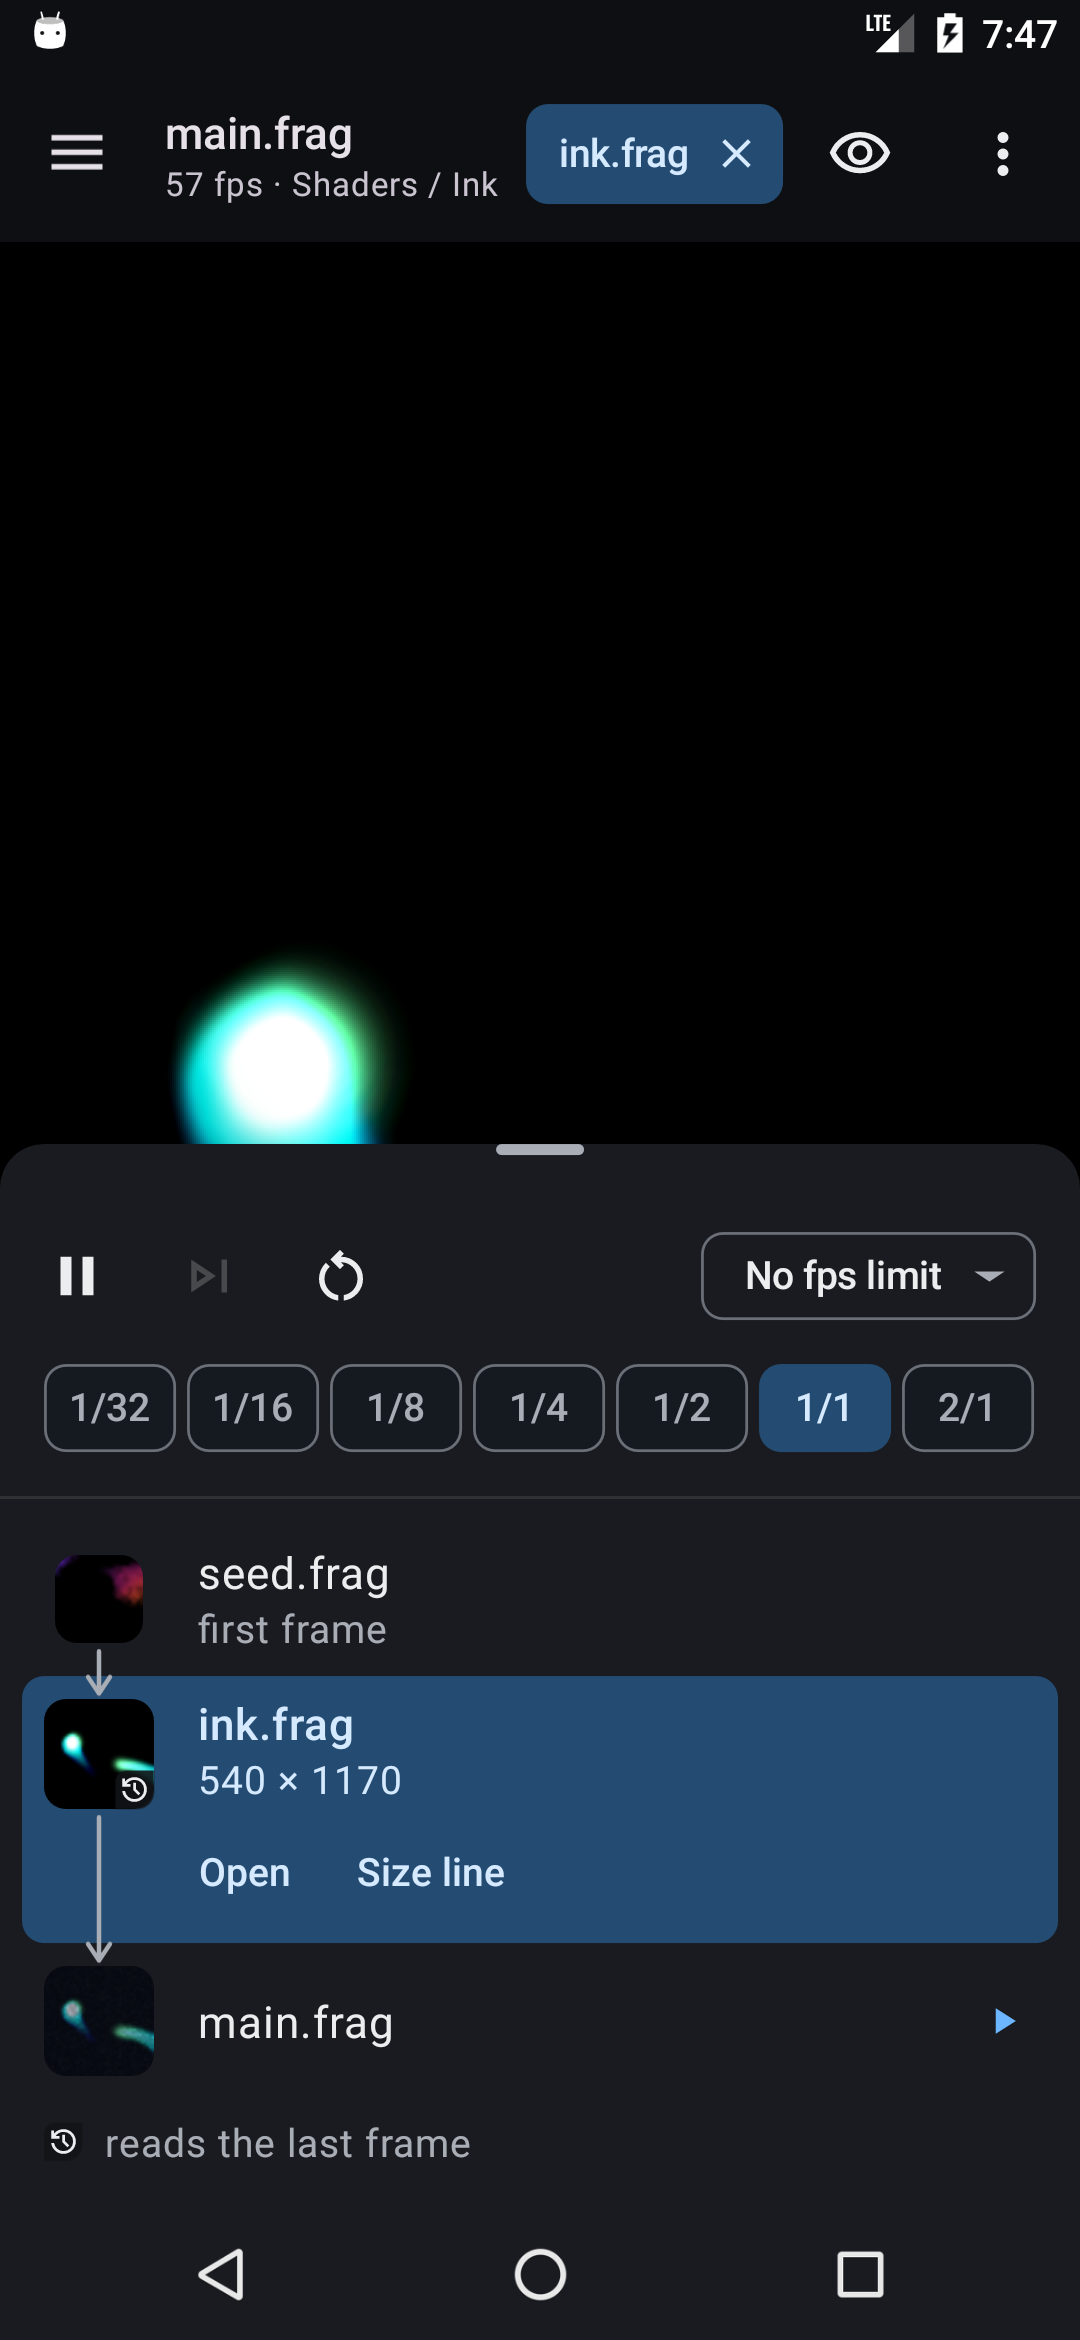 LTE 7:47
main.frag
57 fps · Shaders / Ink
ink.frag
No fps limit
1/32 1/16 1/8 1/4 1/2 1/1 2/1
seed.frag
first frame
ink.frag
540 × 1170
Open Size line
main.frag
reads the last frame